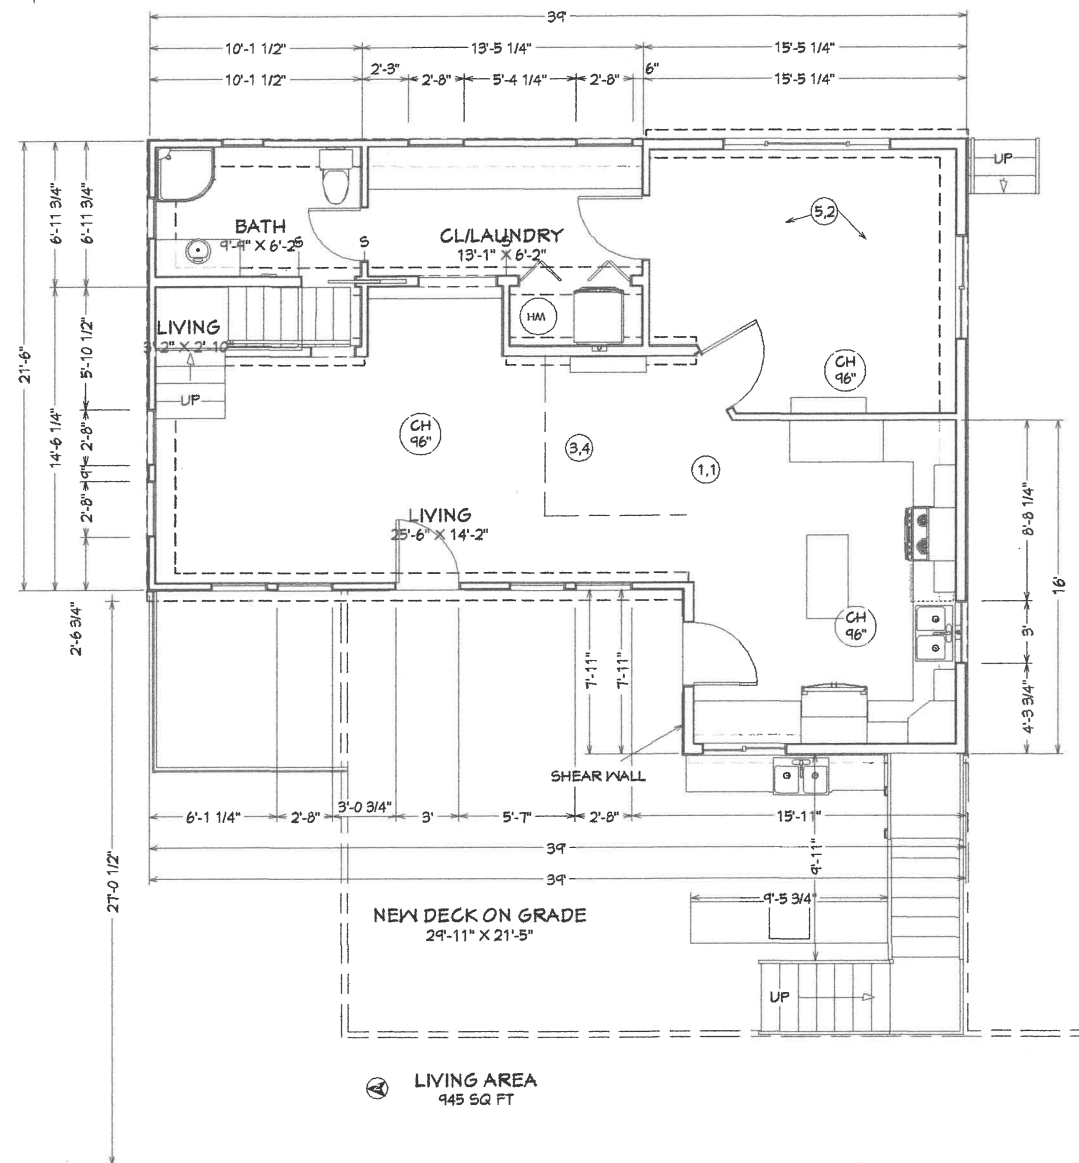 39'
10'-1 1/2"
13'-5 1/4"
15'-5 1/4"
10'-1 1/2"
2'-3"
2'-8"
5'-4 1/4"
2'-8"
6"
15'-5 1/4"
UP
21'-6"
6'-11 3/4"
6'-11 3/4"
14'-6 1/4"
5'-10 1/2"
2'-8"
9"
2'-8"
2'-6 3/4"
27'-0 1/2"
BATH
9'-9" X 6'-2"
S
S
CL/LAUNDRY
13'-1" X 6'-2"
S
5,2
HW
LIVING
3'-2" X 2'-10"
UP
CH
96"
CH
96"
3,4
1,1
LIVING
25'-6" X 14'-2"
CH
96"
8'-8 1/4"
16'
3'
4'-3 3/4"
7'-11"
7'-11"
SHEAR WALL
6'-1 1/4"
2'-8"
3'-0 3/4"
3'
5'-7"
2'-8"
15'-11"
39'
39'
9'-11"
9'-5 3/4"
NEW DECK ON GRADE
29'-11" X 21'-5"
UP
LIVING AREA
945 SQ FT